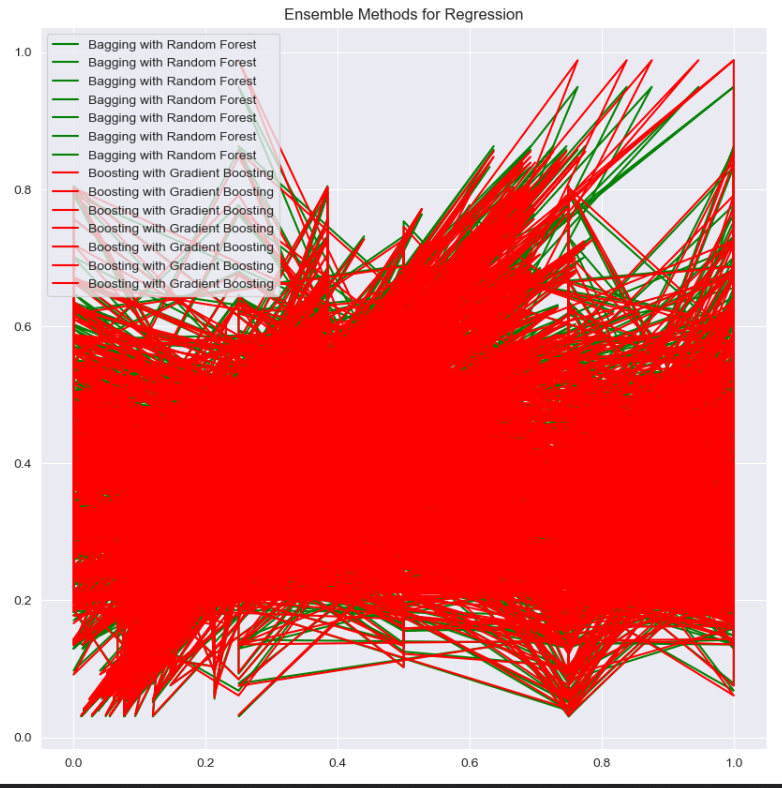 Ensemble Methods for Regression
1.0
Bagging with Random Forest
Bagging with Random Forest
Bagging with Random Forest
Bagging with Random Forest
Bagging with Random Forest
Bagging with Random Forest
Bagging with Random Forest
Boosting with Gradient Boosting
Boosting with Gradient Boosting
Boosting with Gradient Boosting
Boosting with Gradient Boosting
Boosting with Gradient Boosting
Boosting with Gradient Boosting
Boosting with Gradient Boosting
0.8
0.6
0.4
0.2
0.0
0.0 0.2 0.4 0.6 0.8 1.0